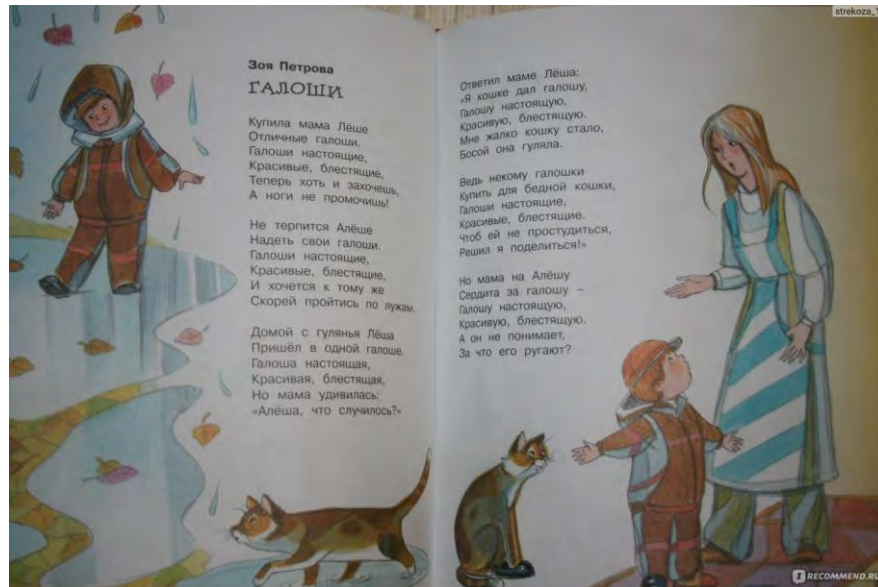 strekoza_1
Зоя Петрова
ГАЛОШИ
Купила мама Лёше
Отличные галоши.
Галоши настоящие,
Красивые, блестящие,
Теперь хоть и захочешь,
А ноги не промочишь!
Не терпится Алёше
Надеть свои галоши.
Галоши настоящие,
Красивые, блестящие,
И хочется к тому же
Скорей пройтись по лужам.
Домой с гулянья Лёша
Пришёл в одной галоше.
Галоша настоящая,
Красивая, блестящая,
Но мама удивилась:
«Алёша, что случилось?»
Ответил маме Лёша:
«Я кошке дал галошу,
Галошу настоящую,
Красивую, блестящую.
Мне жалко кошку стало,
Босой она гуляла.
Ведь некому галошки
Купить для бедной кошки,
Галоши настоящие,
Красивые, блестящие.
Чтоб ей не простудиться,
Решил я поделиться!»
Но мама на Алёшу
Сердита за галошу –
Галошу настоящую,
Красивую, блестящую.
А он не понимает,
За что его ругают?
RECOMMEND.RU